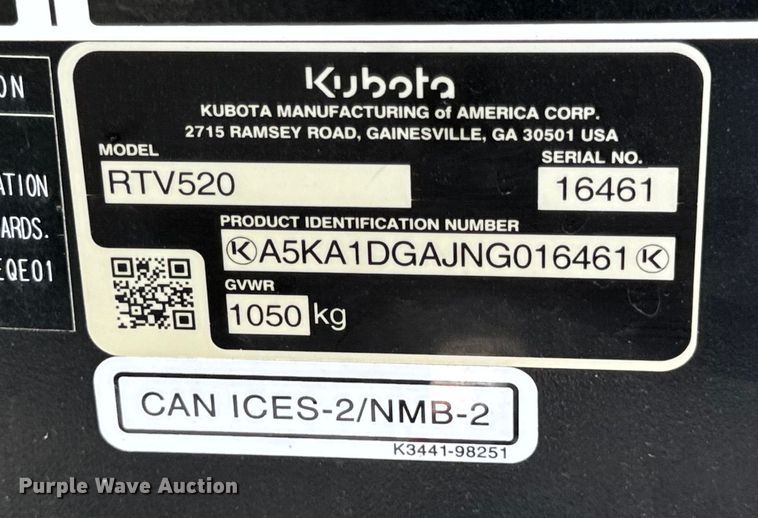 ON
ATION
ARDS.
EQE01
Kubota
KUBOTA MANUFACTURING of AMERICA CORP.
2715 RAMSEY ROAD, GAINESVILLE, GA 30501 USA
MODEL
SERIAL NO.
RTV520
16461
PRODUCT IDENTIFICATION NUMBER
K A5KA1DGAJNG016461 K
GVWR
1050 kg
CAN ICES-2/NMB-2
K3441-98251
Purple Wave Auction